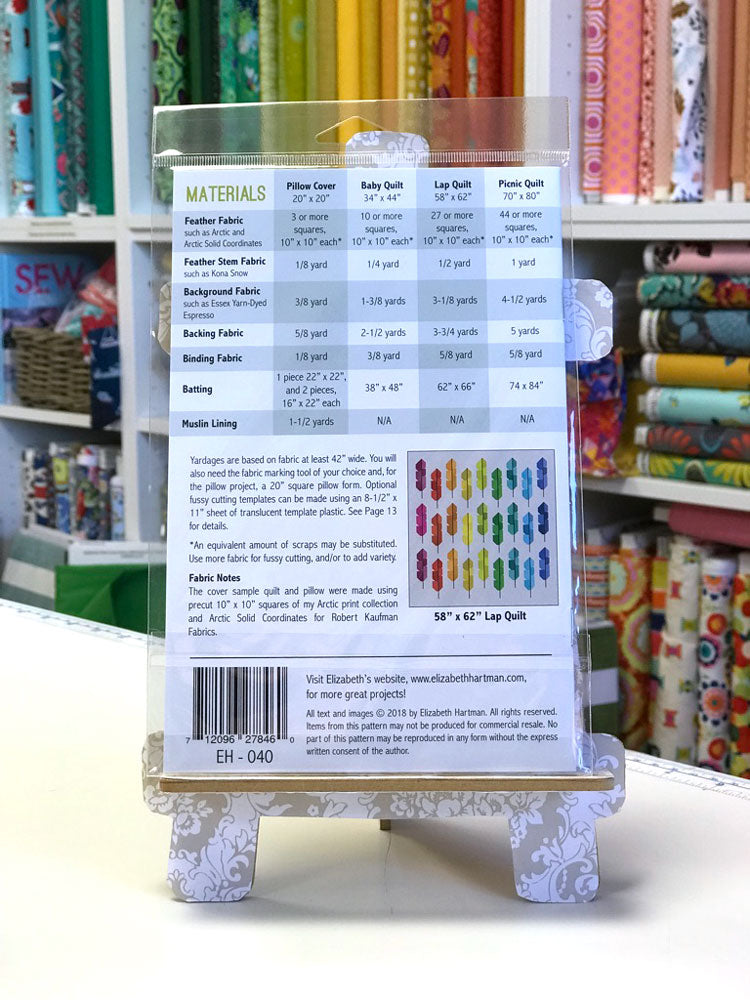 SEW
MATERIALS Pillow Cover Baby Quilt Lap Quilt Picnic Quilt
20" x 20" 34" x 44" 58" x 62" 70" x 80"
Feather Fabric 3 or more 10 or more 27 or more 44 or more
such as Arctic and squares, squares, squares, squares,
Arctic Solid Coordinates 10" x 10" each* 10" x 10" each* 10" x 10" each* 10" x 10" each*
Feather Stem Fabric 1/8 yard 1/4 yard 1/2 yard 1 yard
such as Kona Snow
Background Fabric
such as Essex Yarn-Dyed 3/8 yard 1-3/8 yards 3-1/8 yards 4-1/2 yards
Espresso
Backing Fabric 5/8 yard 2-1/2 yards 3-3/4 yards 5 yards
Binding Fabric 1/8 yard 3/8 yard 5/8 yard 5/8 yard
Batting 1 piece 22" x 22", 38" x 48" 62" x 66" 74 x 84"
and 2 pieces,
16" x 22" each
Muslin Lining 1-1/2 yards N/A N/A N/A
Yardages are based on fabric at least 42" wide. You will
also need the fabric marking tool of your choice and, for
the pillow project, a 20" square pillow form. Optional
fussy cutting templates can be made using an 8-1/2" x
11" sheet of translucent template plastic. See Page 13
for details.
*An equivalent amount of scraps may be substituted.
Use more fabric for fussy cutting, and/or to add variety.
Fabric Notes
The cover sample quilt and pillow were made using
precut 10" x 10" squares of my Arctic print collection
and Arctic Solid Coordinates for Robert Kaufman
Fabrics.
58" x 62" Lap Quilt
Visit Elizabeth's website, www.elizabethhartman.com,
for more great projects!
All text and images © 2018 by Elizabeth Hartman. All rights reserved.
Items from this pattern may not be produced for commercial resale. No
part of this pattern may be reproduced in any form without the express
written consent of the author.
7 12096 27846 0
EH - 040